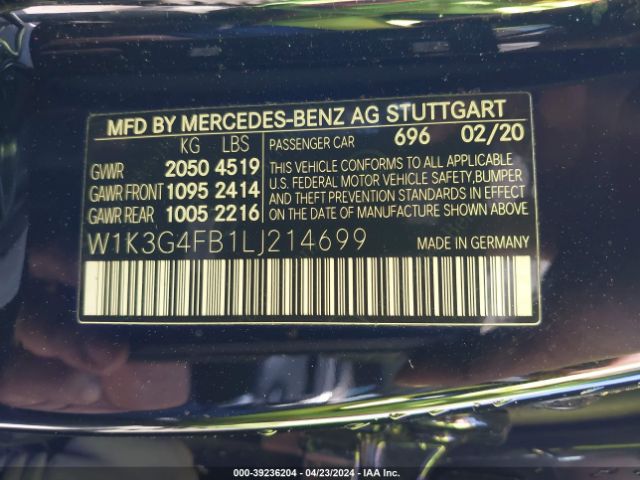 MFD BY MERCEDES-BENZ AG STUTTGART
KG LBS PASSENGER CAR 696 02/20
GVWR 2050 4519
GAWR FRONT 1095 2414
GAWR REAR 1005 2216
THIS VEHICLE CONFORMS TO ALL APPLICABLE
U.S. FEDERAL MOTOR VEHICLE SAFETY, BUMPER
AND THEFT PREVENTION STANDARDS IN EFFECT
ON THE DATE OF MANUFACTURE SHOWN ABOVE.
W1K3G4FB1LJ214699 MADE IN GERMANY
000-39236204 - 04/23/2024 - IAA Inc.